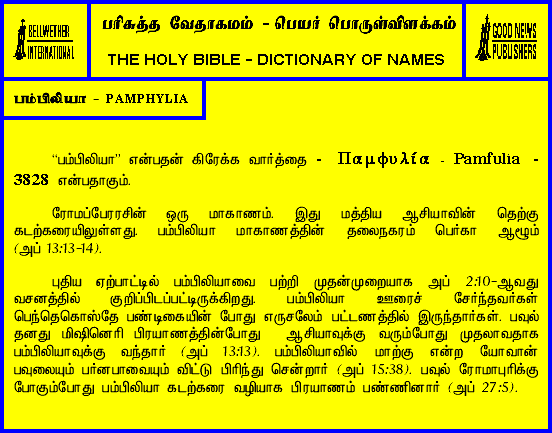 BELLWETHER
INTERNATIONAL
பரிசுத்த வேதாகமம் - பெயர் பொருள்விளக்கம்
THE HOLY BIBLE - DICTIONARY OF NAMES
GOOD NEWS
PUBLISHERS
பம்பிலியா - PAMPHYLIA
“பம்பிலியா” என்பதன் கிரேக்க வார்த்தை - Παμφυλία - Pamfulia -
3828 என்பதாகும்.
ரோமப்பேரரசின் ஒரு மாகாணம். இது மத்திய ஆசியாவின் தெற்கு
கடற்கரையிலுள்ளது. பம்பிலியா மாகாணத்தின் தலைநகரம் பெர்கா ஆழும்
(அப் 13:13-14).
புதிய ஏற்பாட்டில் பம்பிலியாவை பற்றி முதன்முறையாக அப் 2:10-ஆவது
வசனத்தில் குறிப்பிடப்பட்டிருக்கிறது. பம்பிலியா ஊரைச் சேர்ந்தவர்கள்
பெந்தெகொஸ்தே பண்டிகையின் போது எருசலேம் பட்டணத்தில் இருந்தார்கள். பவுல்
தனது மிஷினெரி பிரயாணத்தின்போது ஆசியாவுக்கு வரும்போது முதலாவதாக
பம்பிலியாவுக்கு வந்தார் (அப் 13:13). பம்பிலியாவில் மாற்கு என்ற யோவான்
பவுலையும் பர்னபாவையும் விட்டு பிரிந்து சென்றார் (அப் 15:38). பவுல் ரோமாபுரிக்கு
போகும்போது பம்பிலியா கடற்கரை வழியாக பிரயாணம் பண்ணினார் (அப் 27:5).